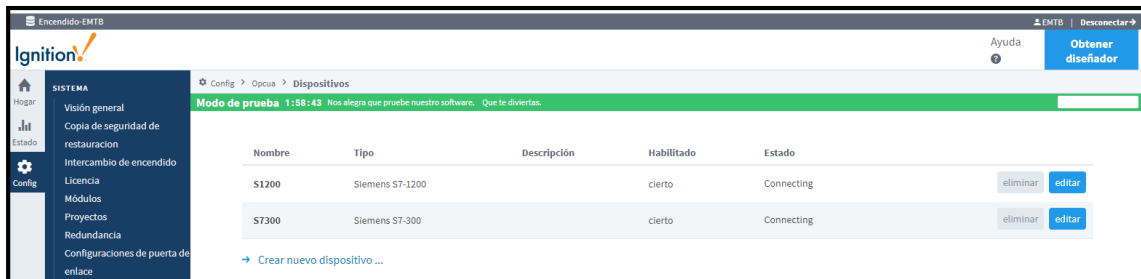 Encendido-EMTB
EMTB | Desconectar
Ignition!
Ayuda
Obtener
diseñador
Hogar
Estado
Config
SISTEMA
Visión general
Copia de seguridad de
restauracion
Intercambio de encendido
Licencia
Módulos
Proyectos
Redundancia
Configuraciones de puerta de
enlace
Config > Opcua > Dispositivos
Modo de prueba 1:58:43 Nos alegra que pruebe nuestro software. Que te diviertas.
Nombre Tipo Descripción Habilitado Estado
S1200 Siemens S7-1200 cierto Connecting eliminar editar
S7300 Siemens S7-300 cierto Connecting eliminar editar
→ Crear nuevo dispositivo ...